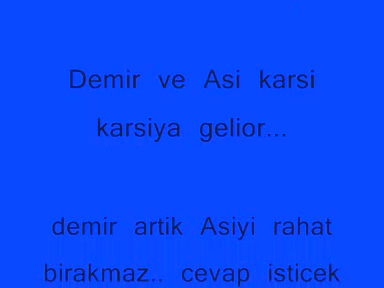 Demir ve Asi karsi
karsiya gelior...
demir artik Asiyi rahat
birakmaz.. cevap isticek